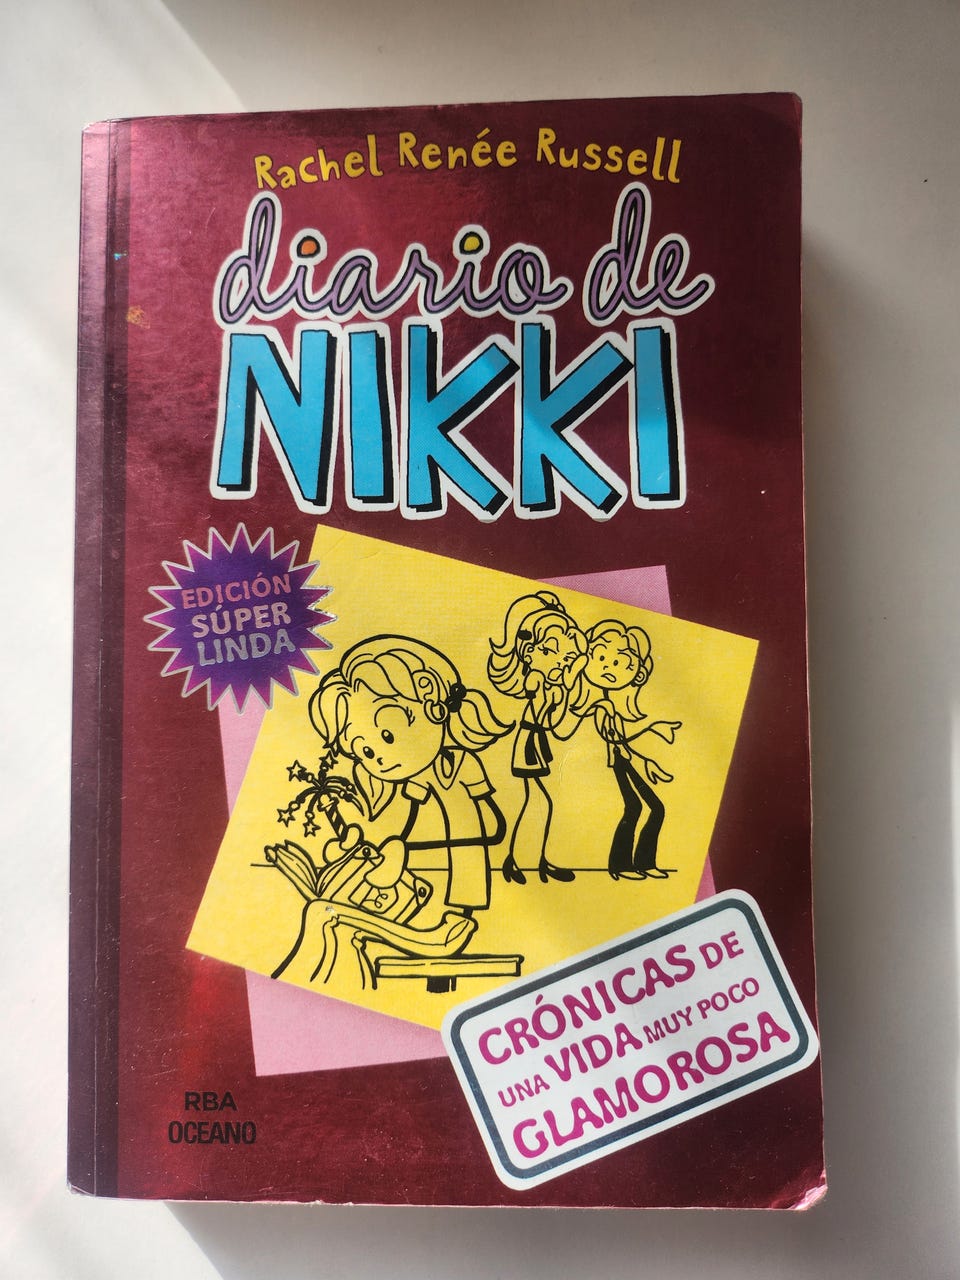 Rachel Renée Russell
diario de
NIKKI
EDICIÓN
SÚPER
LINDA
CRÓNICAS DE
UNA VIDA MUY POCO
GLAMOROSA
RBA
OCEANO